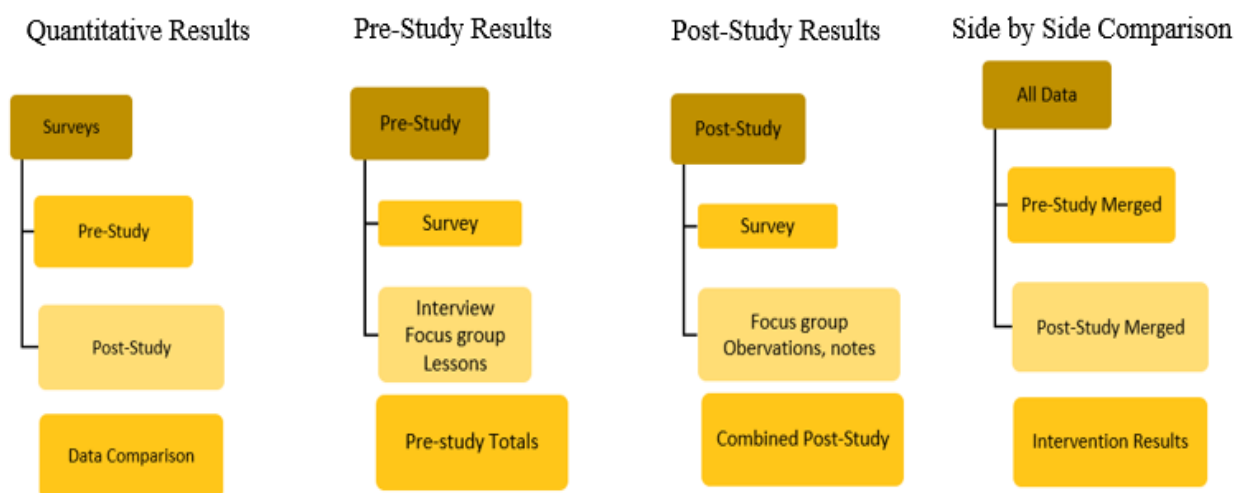 Quantitative Results
Surveys
Pre-Study
Post-Study
Data Comparison
Pre-Study Results
Pre-Study
Survey
Interview
Focus group
Lessons
Pre-study Totals
Post-Study Results
Post-Study
Survey
Focus group
Obervations, notes
Combined Post-Study
Side by Side Comparison
All Data
Pre-Study Merged
Post-Study Merged
Intervention Results